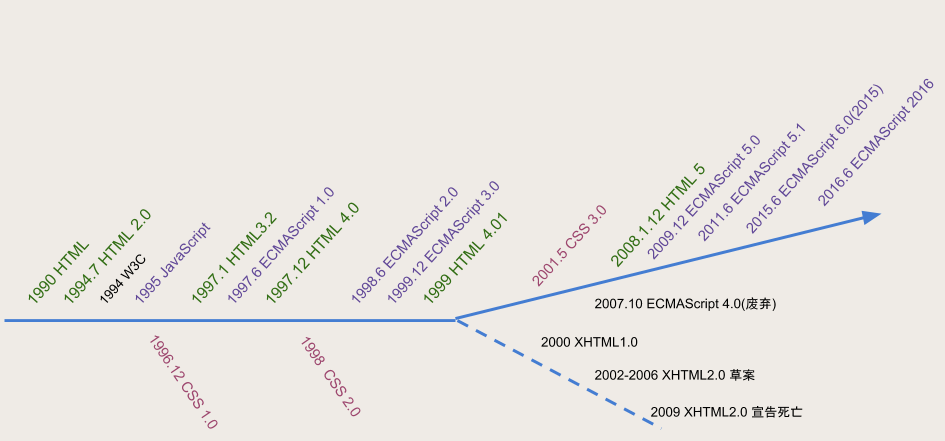 1990 HTML
1994.7 HTML 2.0
1994 W3C
1995 JavaScript
1997.1 HTML3.2
1997.6 ECMAScript 1.0
1997.12 HTML 4.0
1998.6 ECMAScript 2.0
1999.12 ECMAScript 3.0
1999 HTML 4.01
2001.5 CSS 3.0
2008.1.12 HTML 5
2009.12 ECMAScript 5.0
2011.6 ECMAScript 5.1
2015.6 ECMAScript 6.0(2015)
2016.6 ECMAScript 2016
1996.12 CSS 1.0
1998 CSS 2.0
2007.10 ECMAScript 4.0(废弃)
2000 XHTML1.0
2002-2006 XHTML2.0 草案
2009 XHTML2.0 宣告死亡